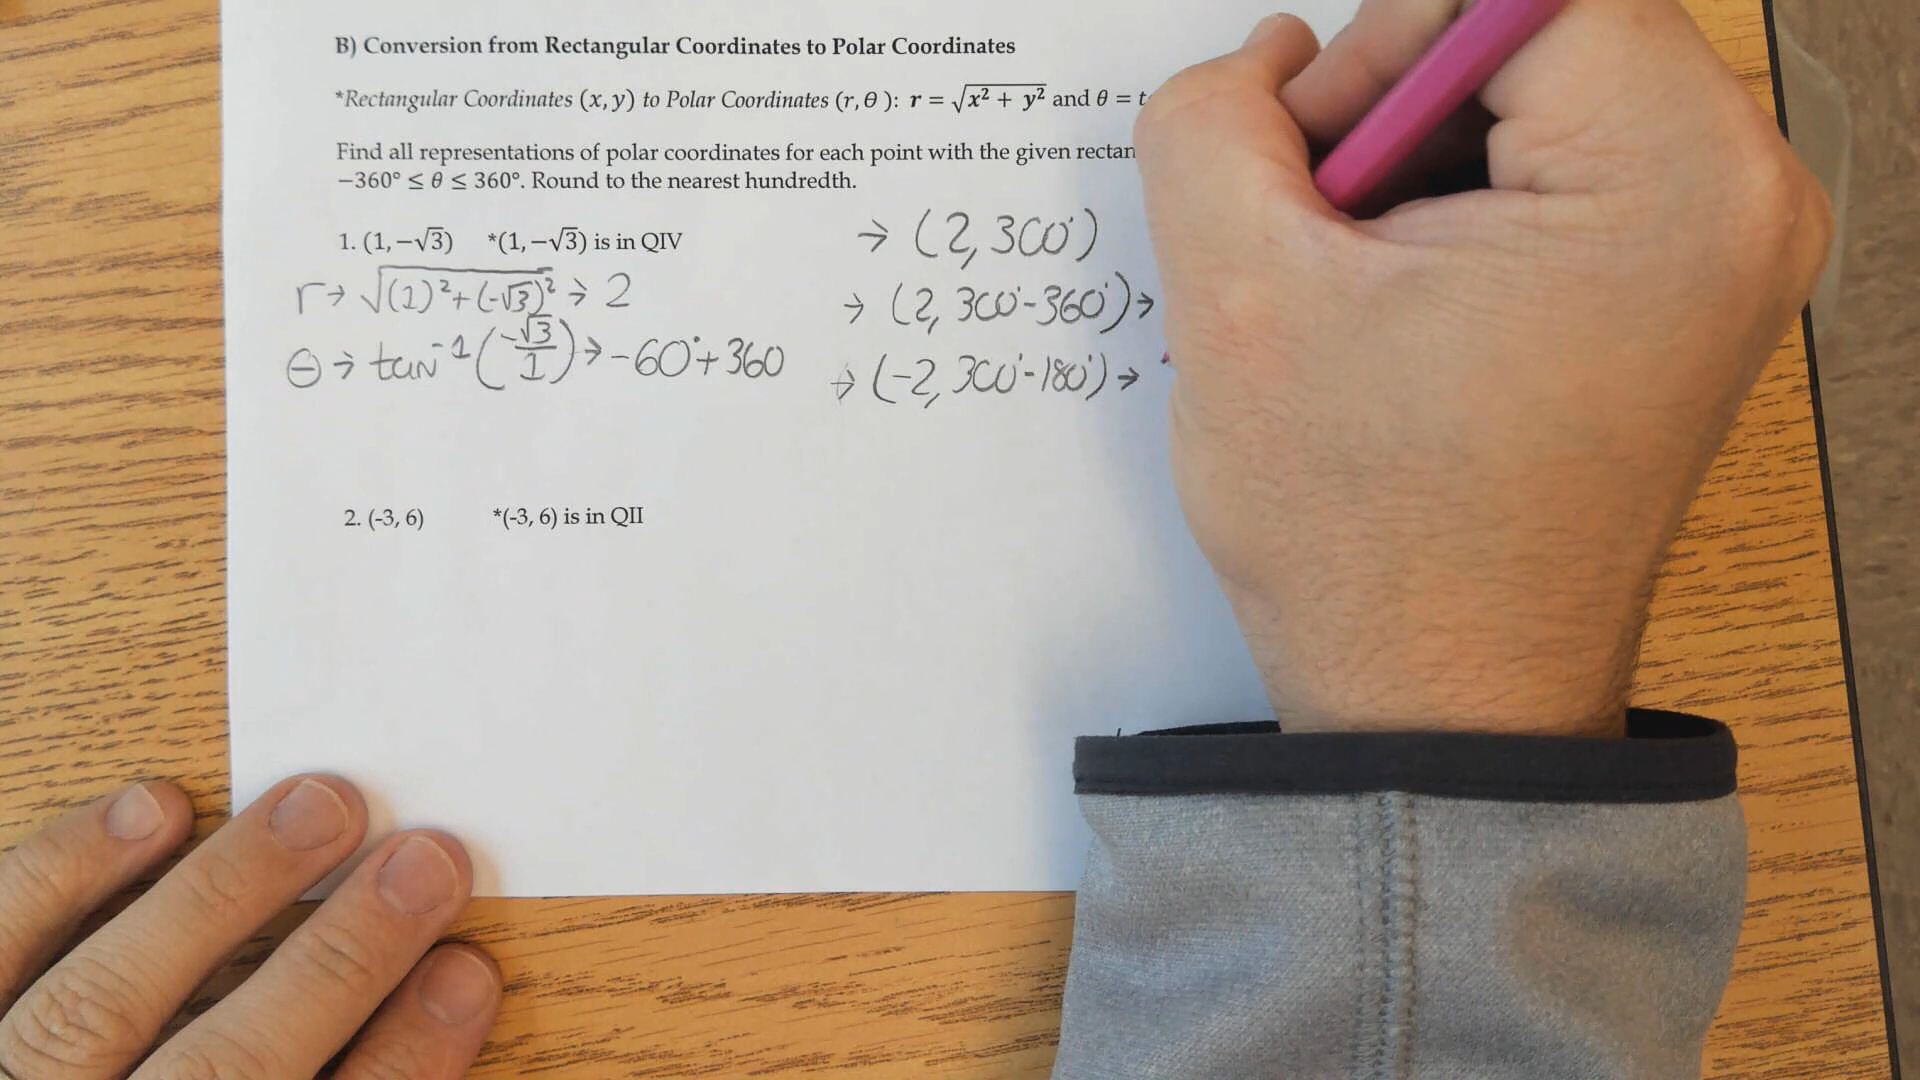 B) Conversion from Rectangular Coordinates to Polar Coordinates
*Rectangular Coordinates (x, y) to Polar Coordinates (r, θ ): r = √x² + y² and θ = t
Find all representations of polar coordinates for each point with the given rectan
−360° ≤ θ ≤ 360°. Round to the nearest hundredth.
1. (1, −√3) *(1, −√3) is in QIV
r → √(1)²+(-√3)² → 2
θ → tan⁻¹(-√3/1) → -60°+360
→ (2, 300°)
→ (2, 300°-360°) →
→ (-2, 300°-180°) →
2. (-3, 6) *(-3, 6) is in QII